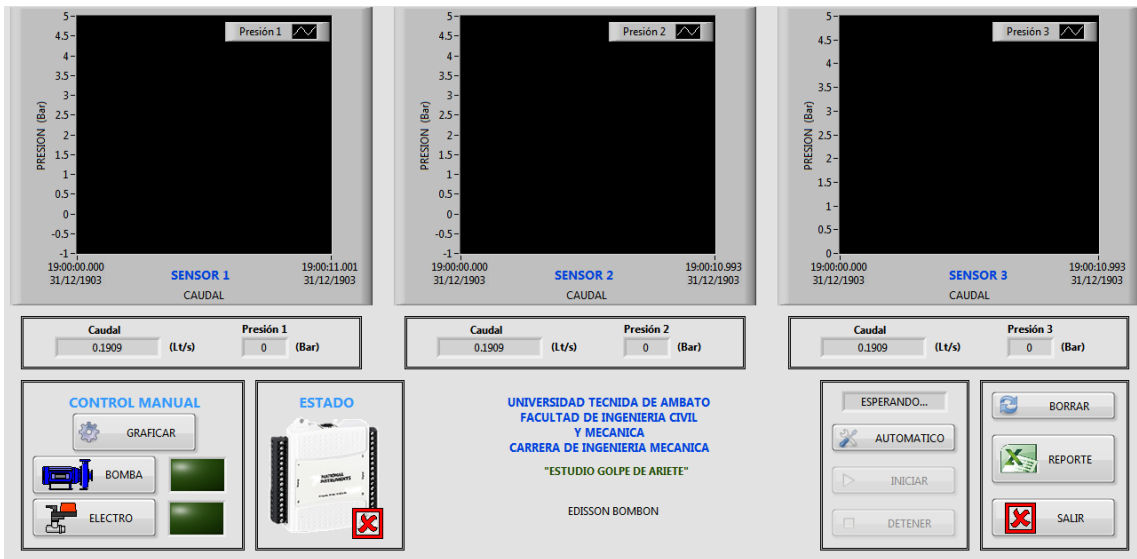 5
4.5
4
3.5
3
2.5
2
1.5
1
0.5
0
-0.5
-1
PRESION (Bar)
Presión 1
19:00:00.000
31/12/1903
19:00:11.001
31/12/1903
SENSOR 1
CAUDAL
5
4.5
4
3.5
3
2.5
2
1.5
1
0.5
0
-0.5
-1
PRESION (Bar)
Presión 2
19:00:00.000
31/12/1903
19:00:10.993
31/12/1903
SENSOR 2
CAUDAL
5
4.5
4
3.5
3
2.5
2
1.5
1
0.5
0
PRESION (Bar)
Presión 3
19:00:00.000
31/12/1903
19:00:10.993
31/12/1903
SENSOR 3
CAUDAL
Caudal Presión 1
0.1909 (Lt/s) 0 (Bar)
Caudal Presión 2
0.1909 (Lt/s) 0 (Bar)
Caudal Presión 3
0.1909 (Lt/s) 0 (Bar)
CONTROL MANUAL
GRAFICAR
BOMBA
ELECTRO
ESTADO
NATIONAL
INSTRUMENTS
UNIVERSIDAD TECNIDA DE AMBATO
FACULTAD DE INGENIERIA CIVIL
Y MECANICA
CARRERA DE INGENIERIA MECANICA
"ESTUDIO GOLPE DE ARIETE"
EDISSON BOMBON
ESPERANDO...
AUTOMATICO
INICIAR
DETENER
BORRAR
REPORTE
SALIR